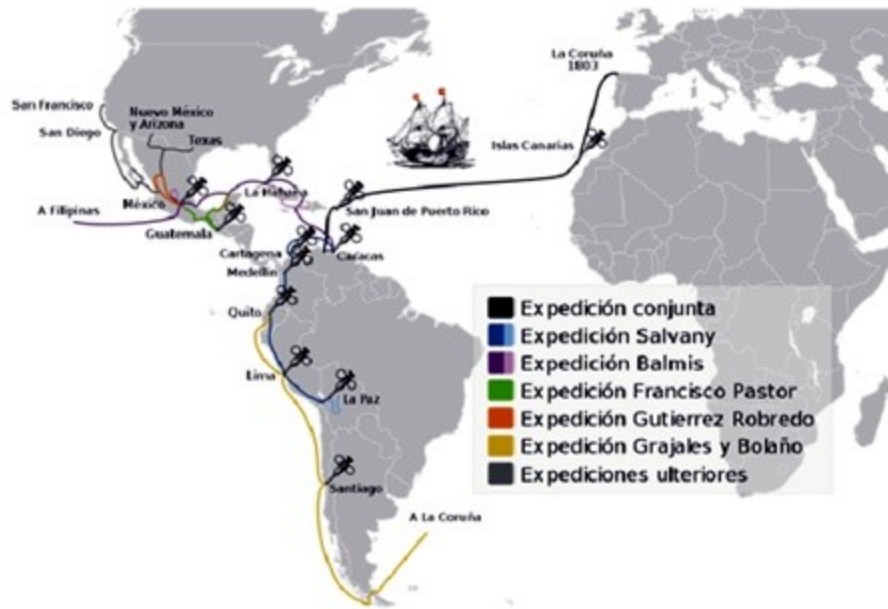 La Coruña
1803
San Francisco
Nuevo México
y Arizona
San Diego
Texas
Islas Canarias
La Habana
A Filipinas
México
San Juan de Puerto Rico
Guatemala
Cartagena
Caracas
Medellín
Quito
Lima
La Paz
Santiago
A La Coruña
Expedición conjunta
Expedición Salvany
Expedición Balmis
Expedición Francisco Pastor
Expedición Gutierrez Robredo
Expedición Grajales y Bolaño
Expediciones ulteriores